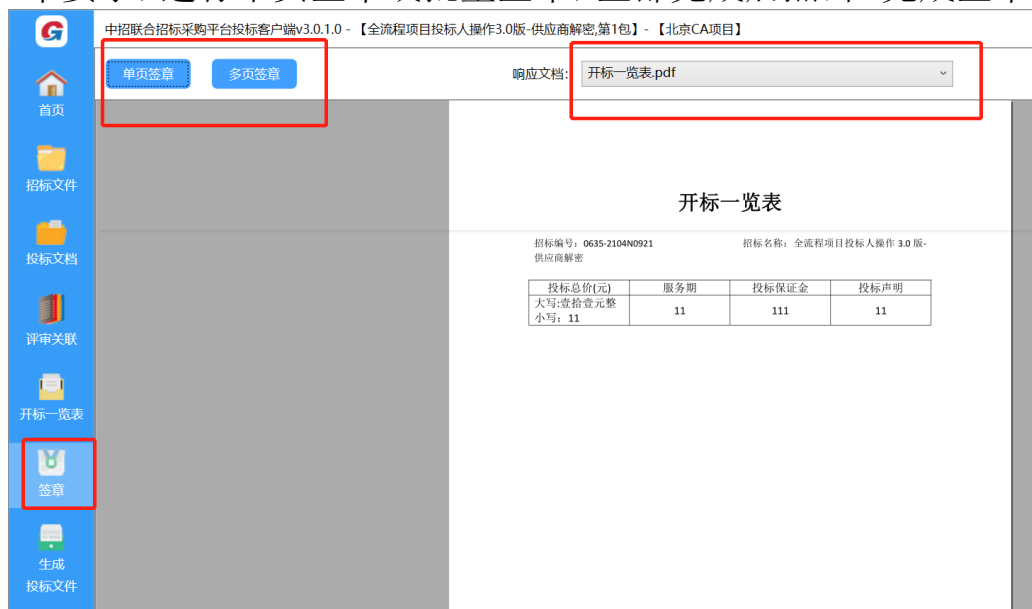 中招联合招标采购平台投标客户端v3.0.1.0 - 【全流程项目投标人操作3.0版-供应商解密,第1包】 - 【北京CA项目】
首页
招标文件
投标文档
评审关联
开标一览表
签章
生成
投标文件
单页签章 多页签章 响应文档: 开标一览表.pdf
开标一览表
招标编号：0635-2104N0921 招标名称：全流程项目投标人操作 3.0 版-
供应商解密
投标总价(元) 服务期 投标保证金 投标声明
大写:壹拾壹元整
小写：11 11 111 11